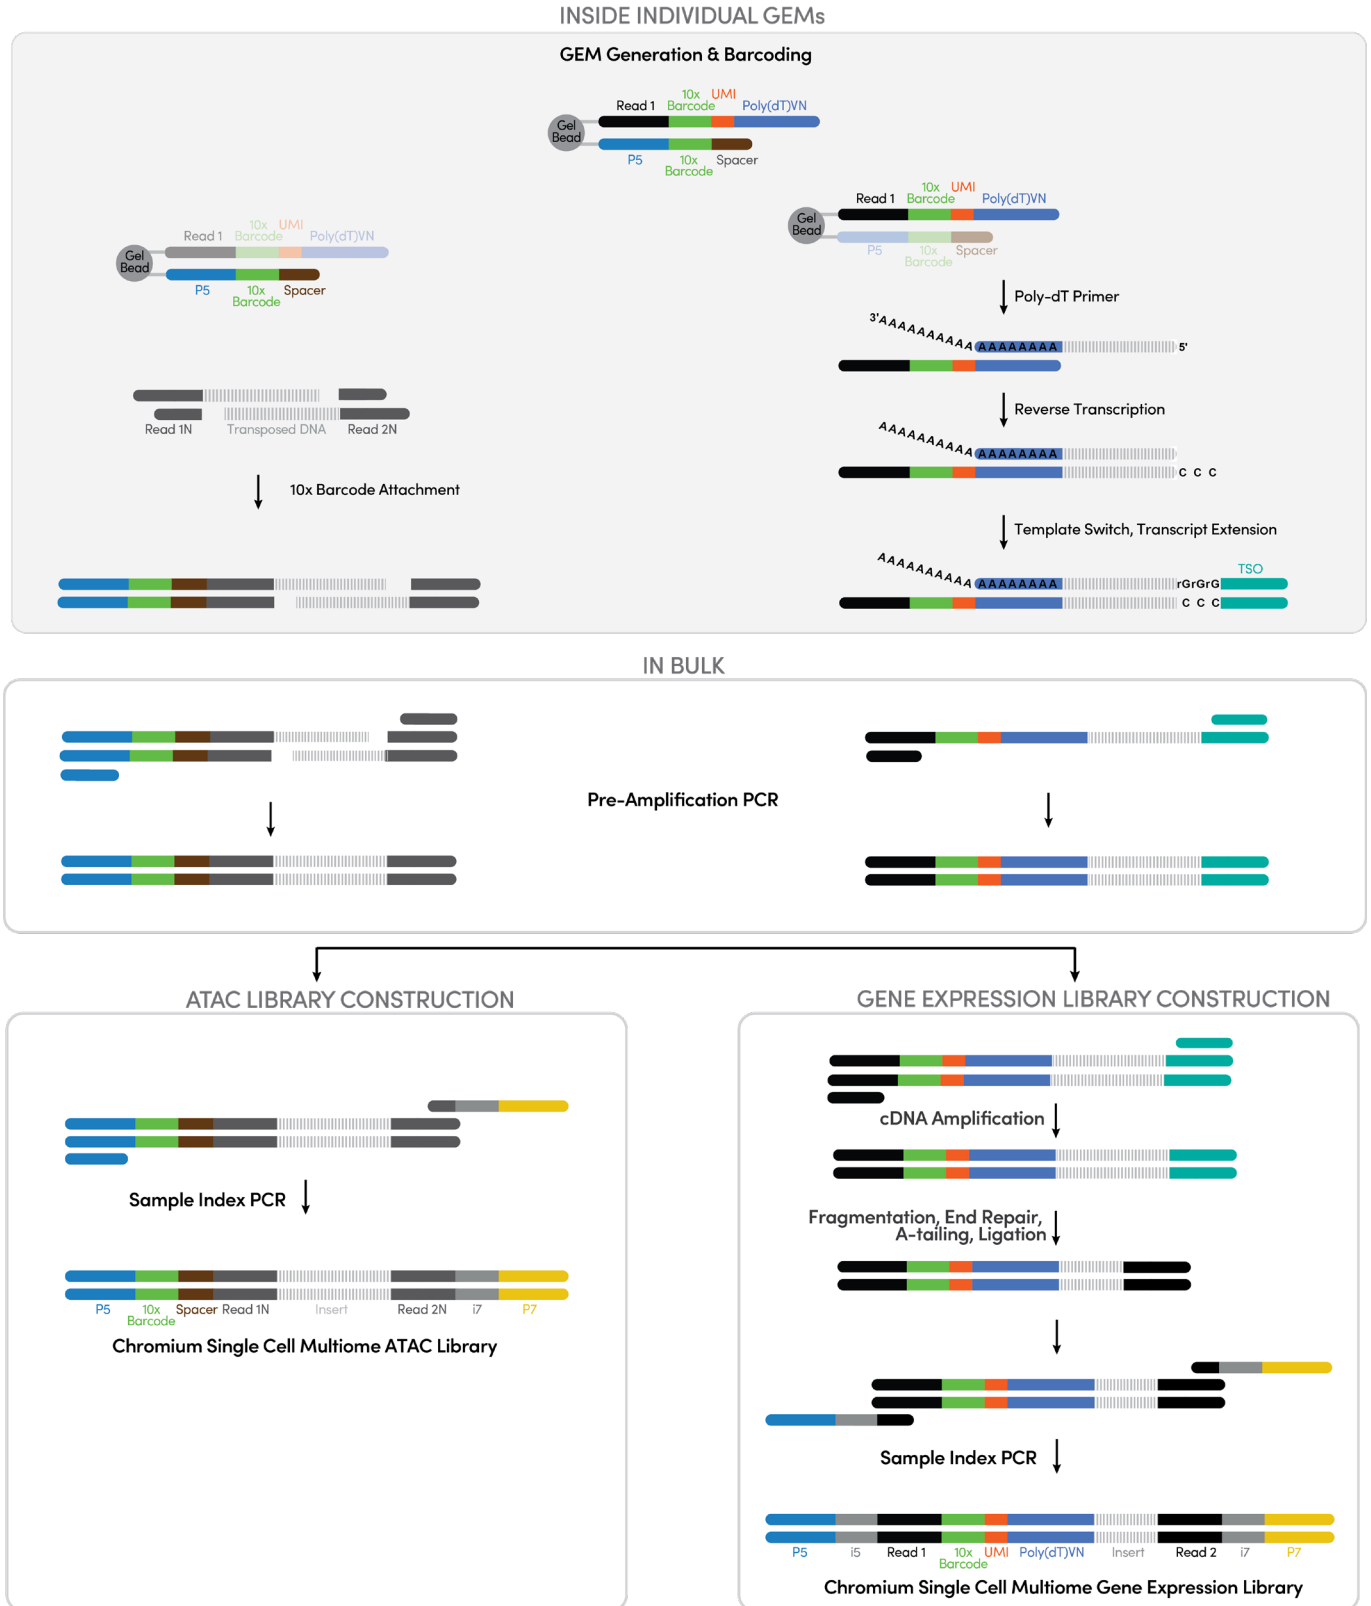 INSIDE INDIVIDUAL GEMs
GEM Generation & Barcoding
10x UMI
Read 1 Barcode Poly(dT)VN
Gel
Bead
P5 10x Spacer
Barcode
10x UMI
Read 1 Barcode Poly(dT)VN
Gel
Bead
P5 10x Spacer
Barcode
10x UMI
Read 1 Barcode Poly(dT)VN
Gel
Bead
P5 10x Spacer
Barcode
Poly-dT Primer
3'AAAAAAAAAA AAAAAAAA 5'
Reverse Transcription
AAAAAAAAAA AAAAAAAA
C C C
Template Switch, Transcript Extension
TSO
AAAAAAAAAA AAAAAAAA rGrGrG
C C C
Read 1N Transposed DNA Read 2N
10x Barcode Attachment
IN BULK
Pre-Amplification PCR
ATAC LIBRARY CONSTRUCTION
Sample Index PCR
P5 10x Spacer Read 1N Insert Read 2N i7 P7
Barcode
Chromium Single Cell Multiome ATAC Library
GENE EXPRESSION LIBRARY CONSTRUCTION
cDNA Amplification
Fragmentation, End Repair,
A-tailing, Ligation
Sample Index PCR
P5 i5 Read 1 10x UMI Poly(dT)VN Insert Read 2 i7 P7
Barcode
Chromium Single Cell Multiome Gene Expression Library